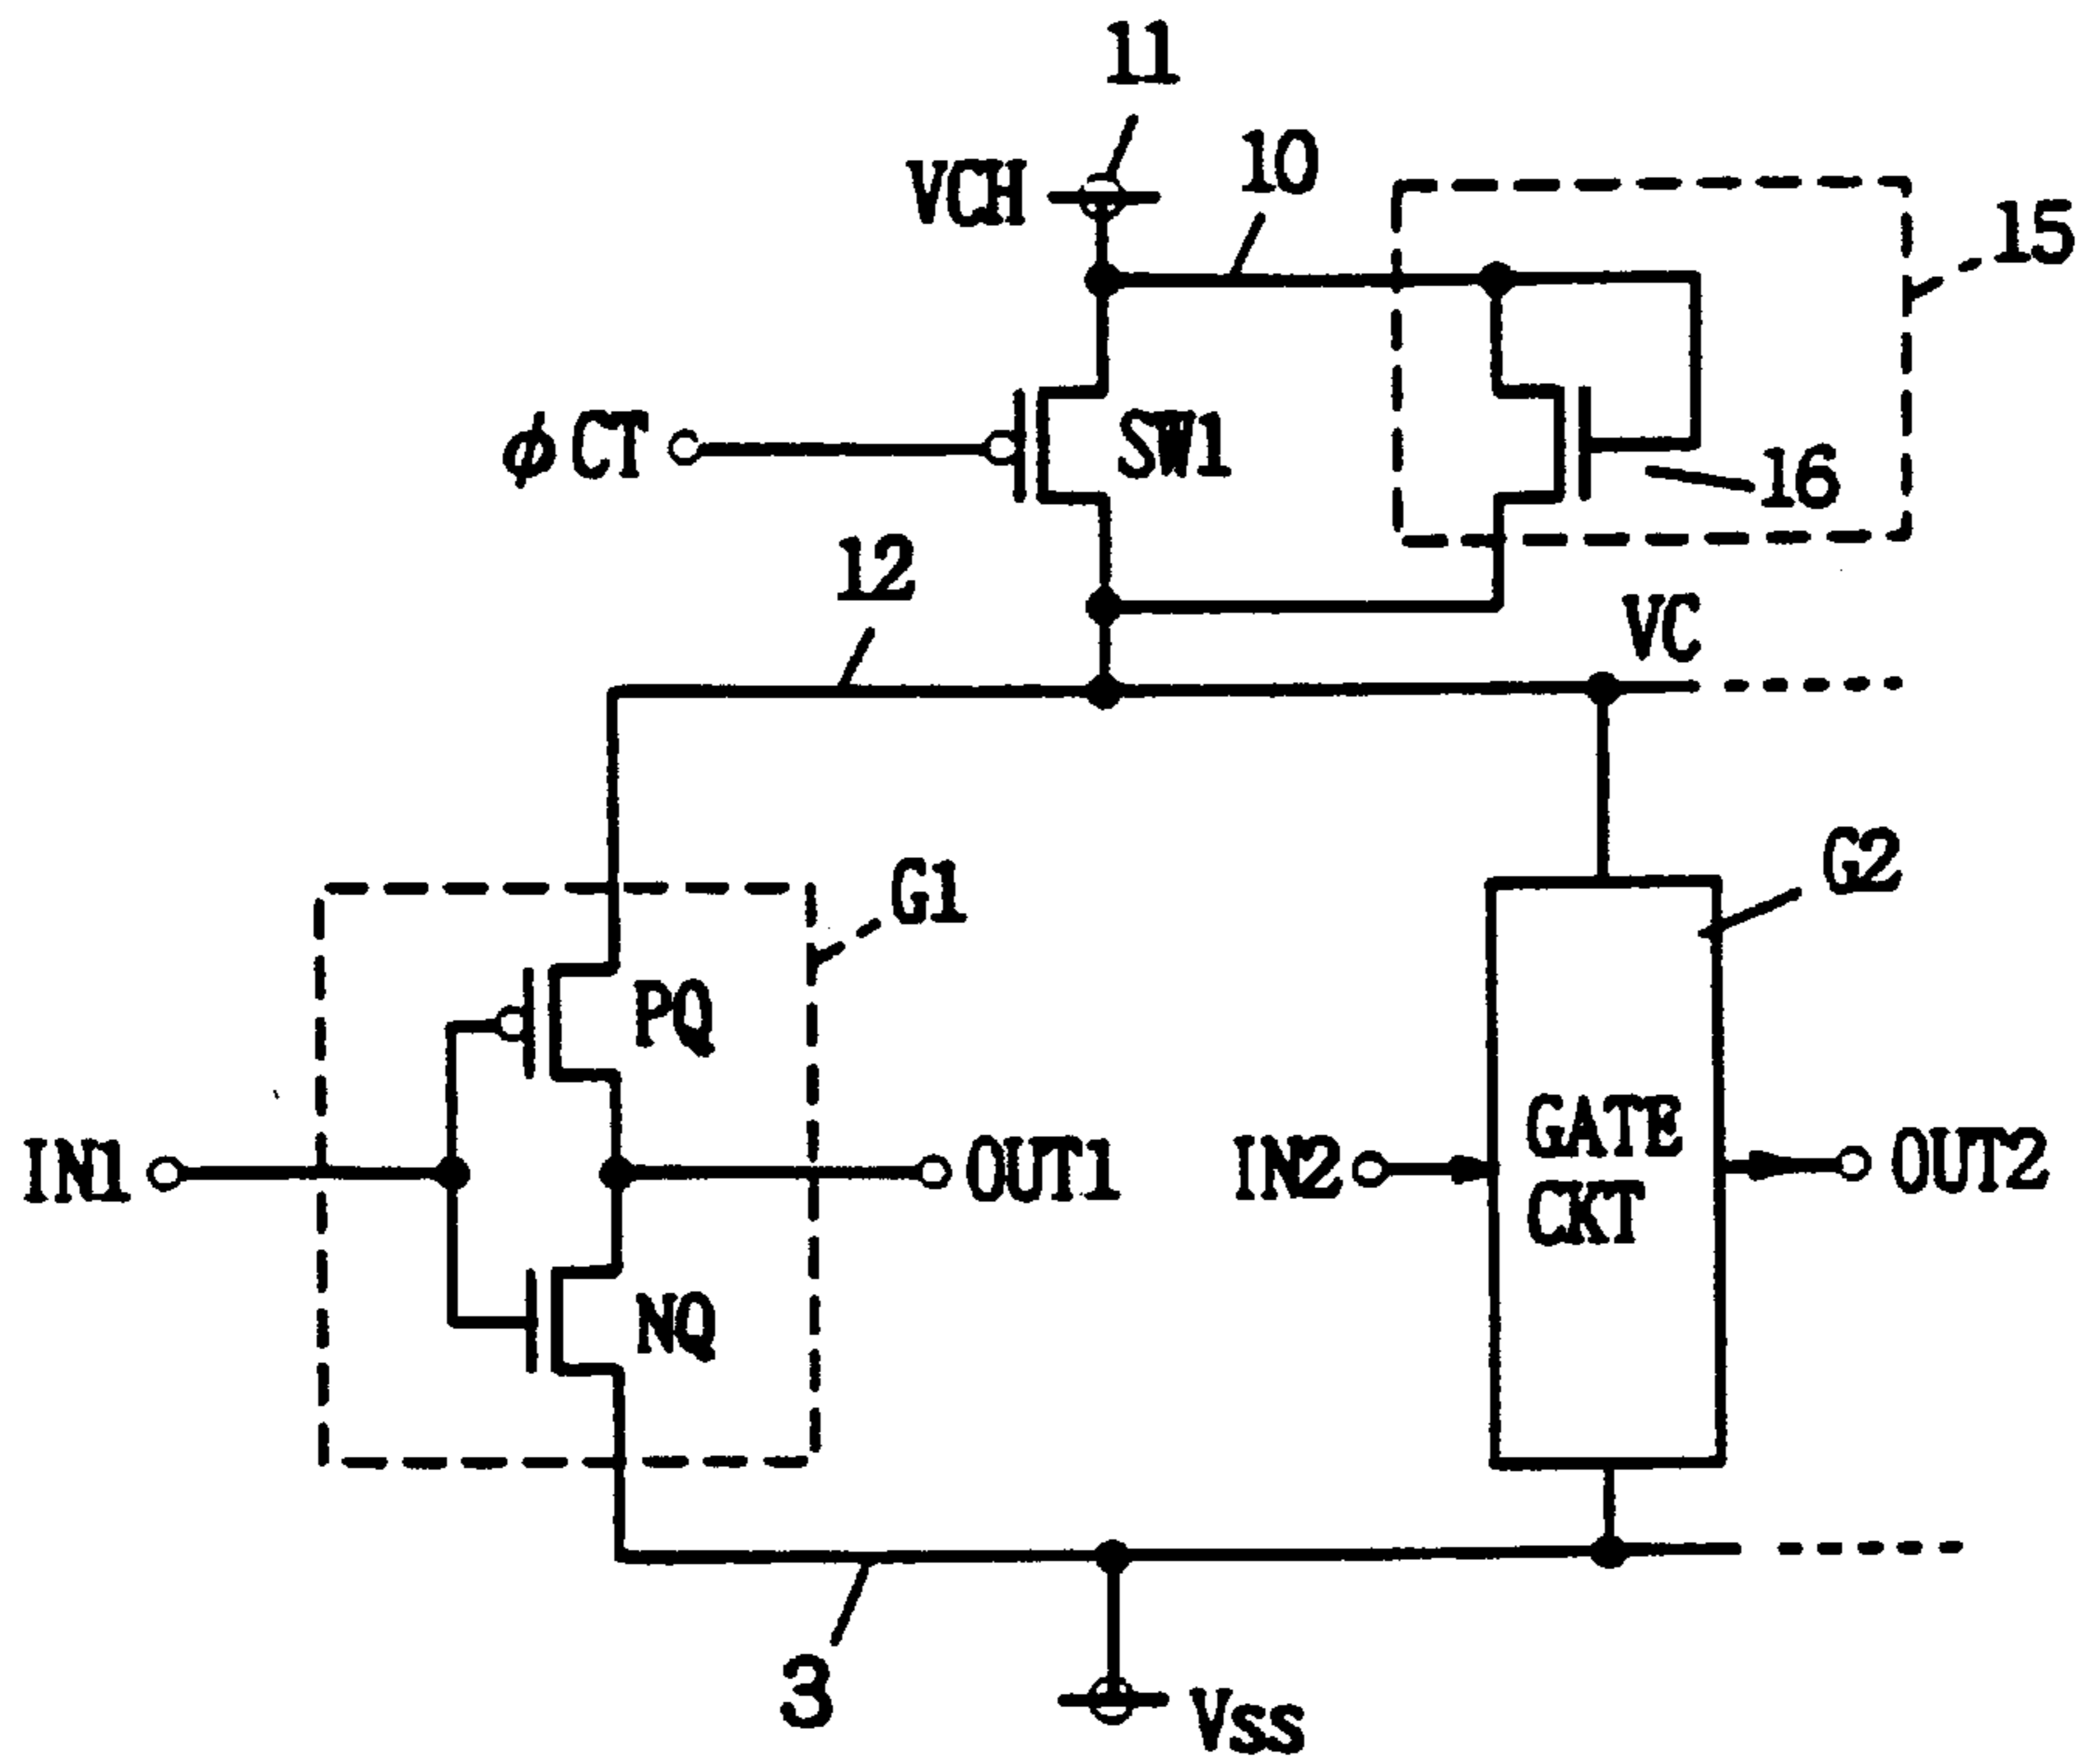 11
VCH
10
15
φCT
SW1
16
12
VC
G1
G2
PQ
IN1
OUT1
IN2
GATE
CKT
OUT2
NQ
3
VSS